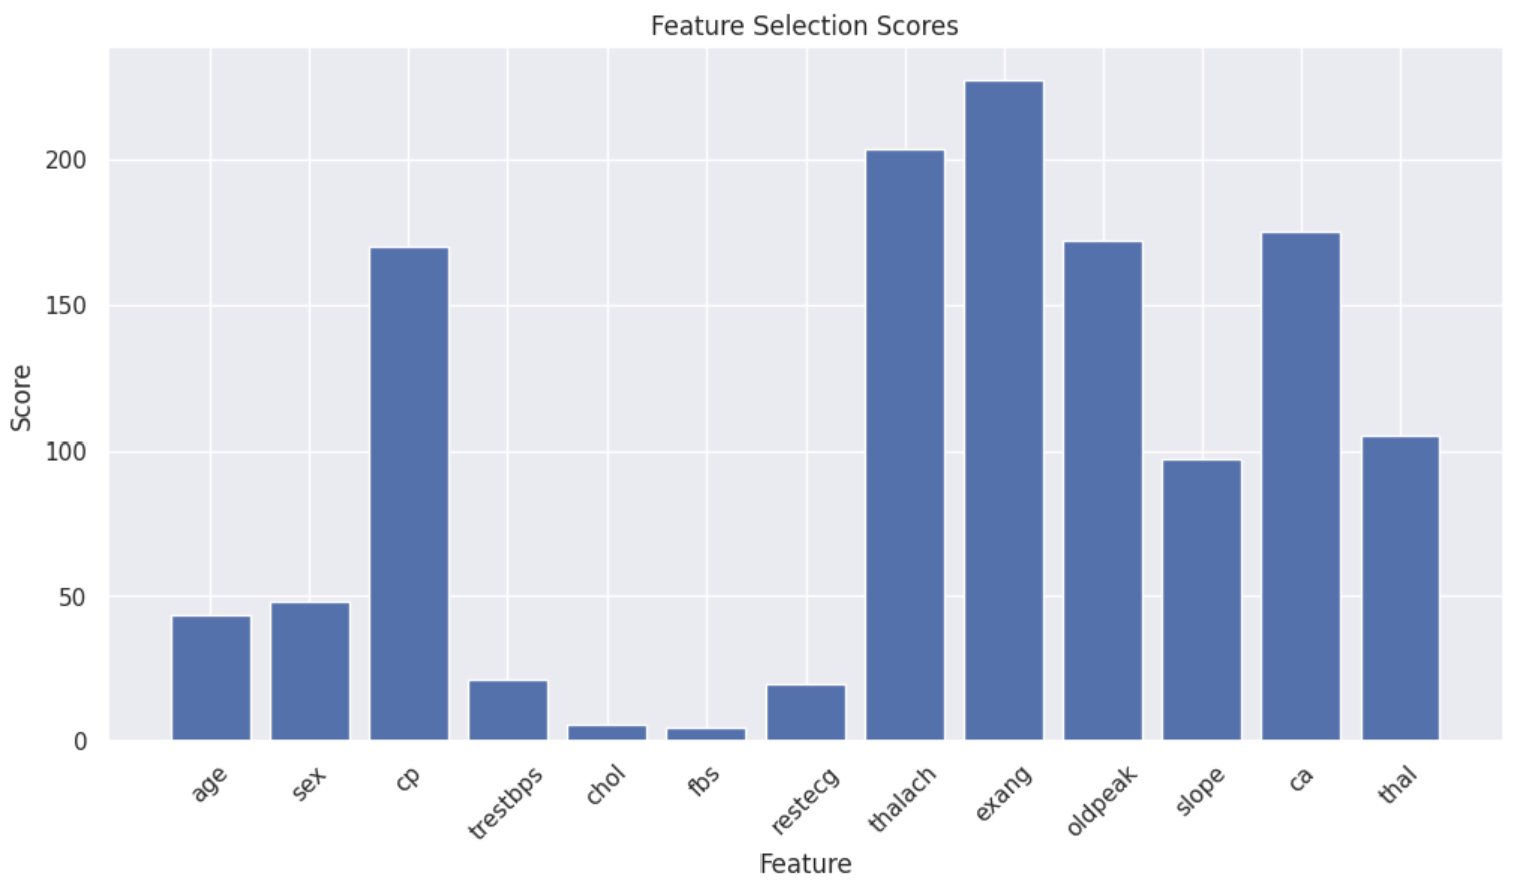 Feature Selection Scores
Score
200
150
100
50
0
age
sex
cp
trestbps
chol
fbs
restecg
thalach
exang
oldpeak
slope
ca
thal
Feature